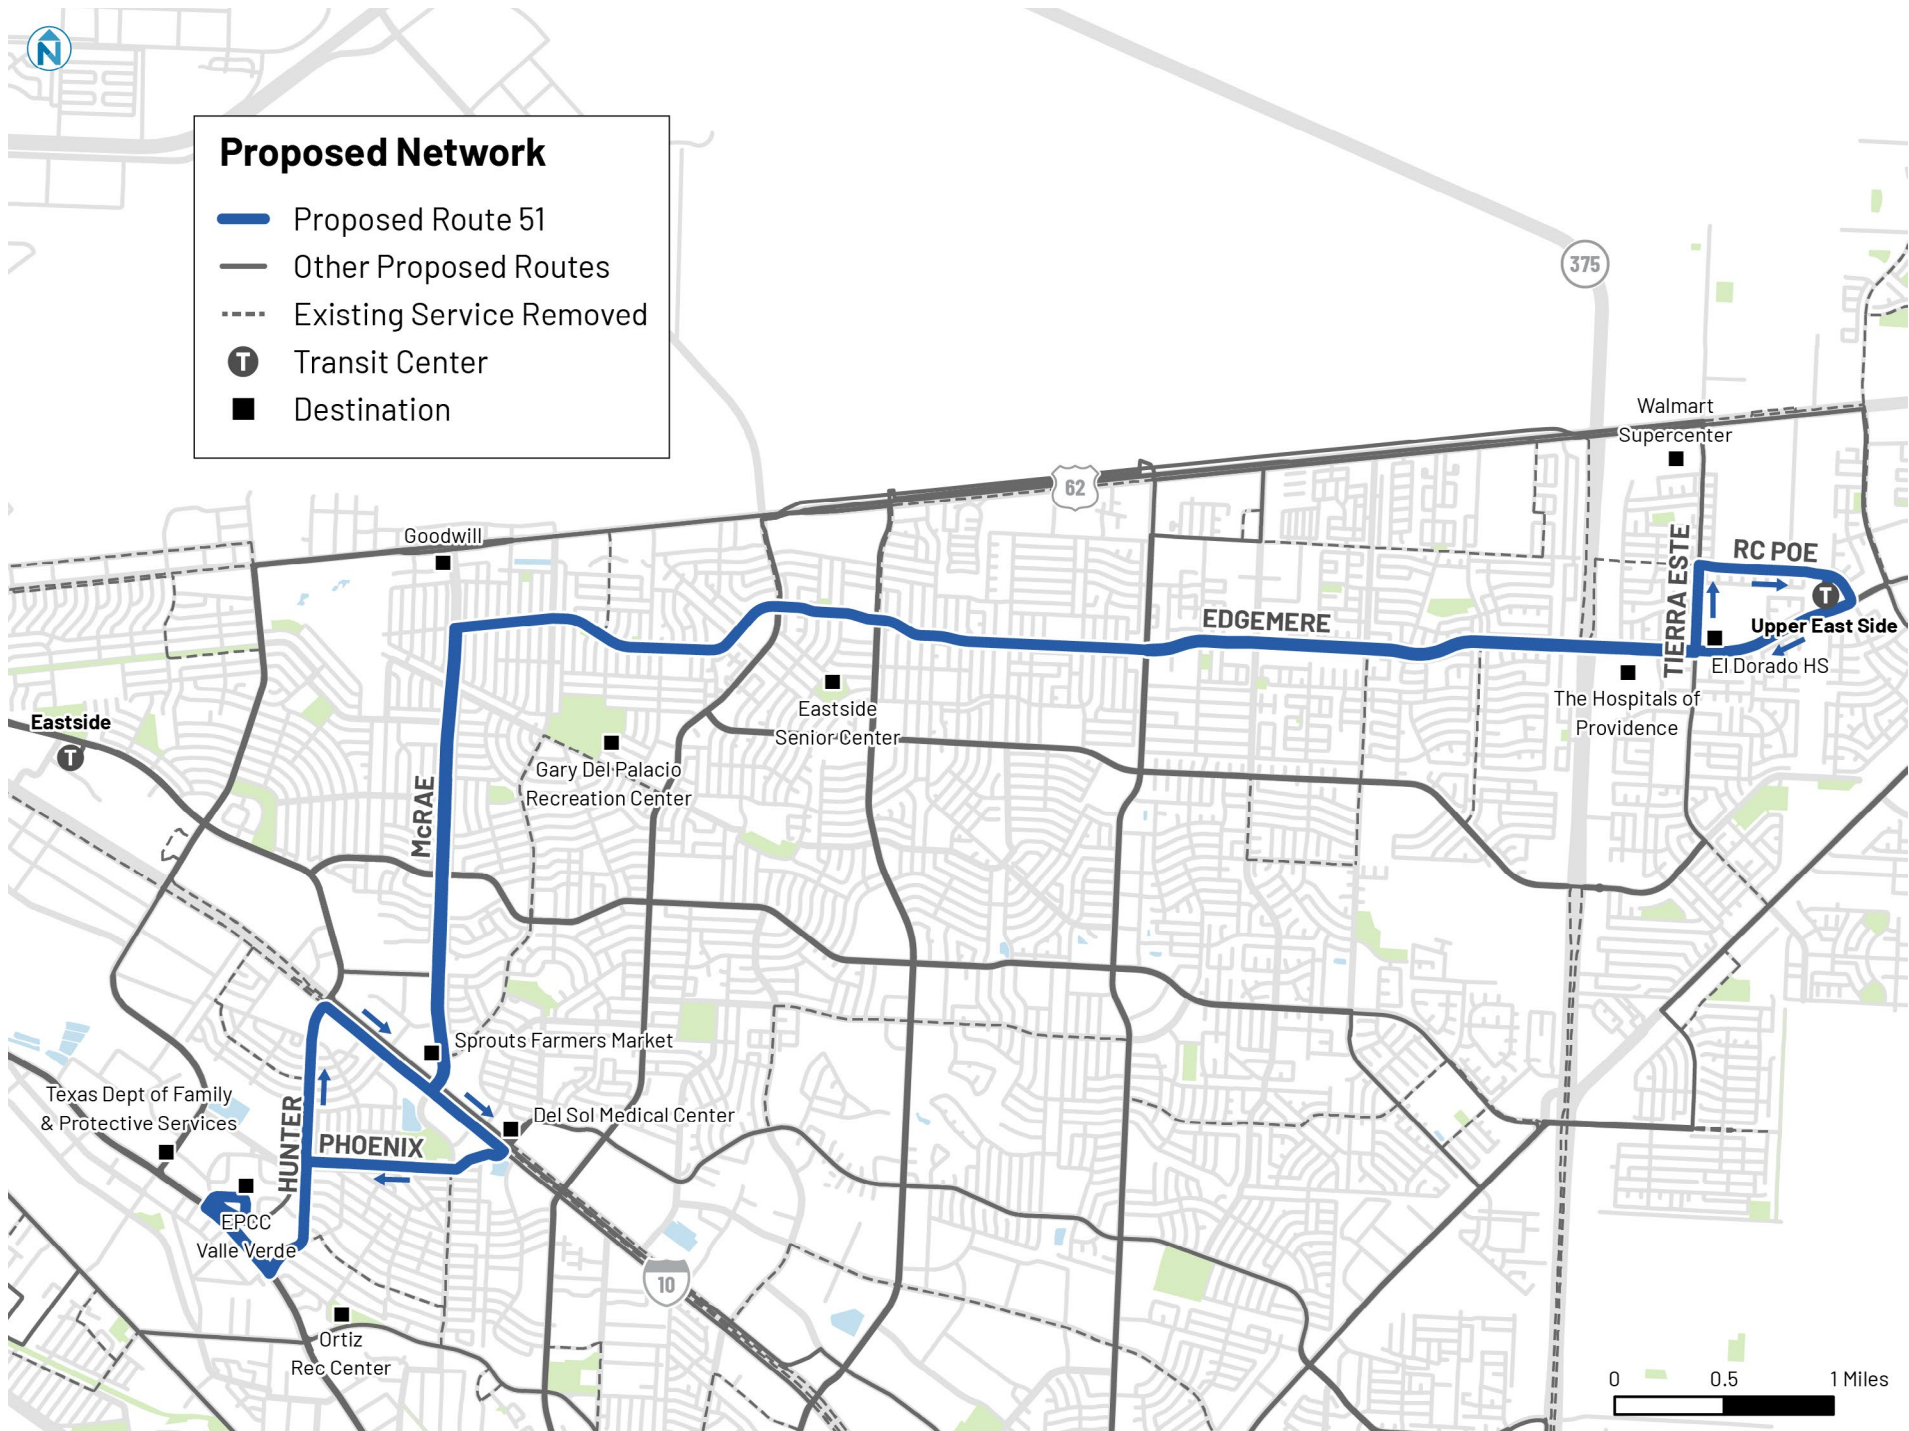 N
Proposed Network
Proposed Route 51
Other Proposed Routes
Existing Service Removed
T Transit Center
Destination
375
Walmart
Supercenter
62
Goodwill
TIERRA ESTE
RC POE
T
Upper East Side
EDGEMERE
El Dorado HS
The Hospitals of
Providence
Eastside
T
Eastside
Senior Center
Gary Del Palacio
Recreation Center
McRAE
Sprouts Farmers Market
Texas Dept of Family
& Protective Services
Del Sol Medical Center
HUNTER
PHOENIX
EPCC
Valle Verde
10
Ortiz
Rec Center
0 0.5 1 Miles